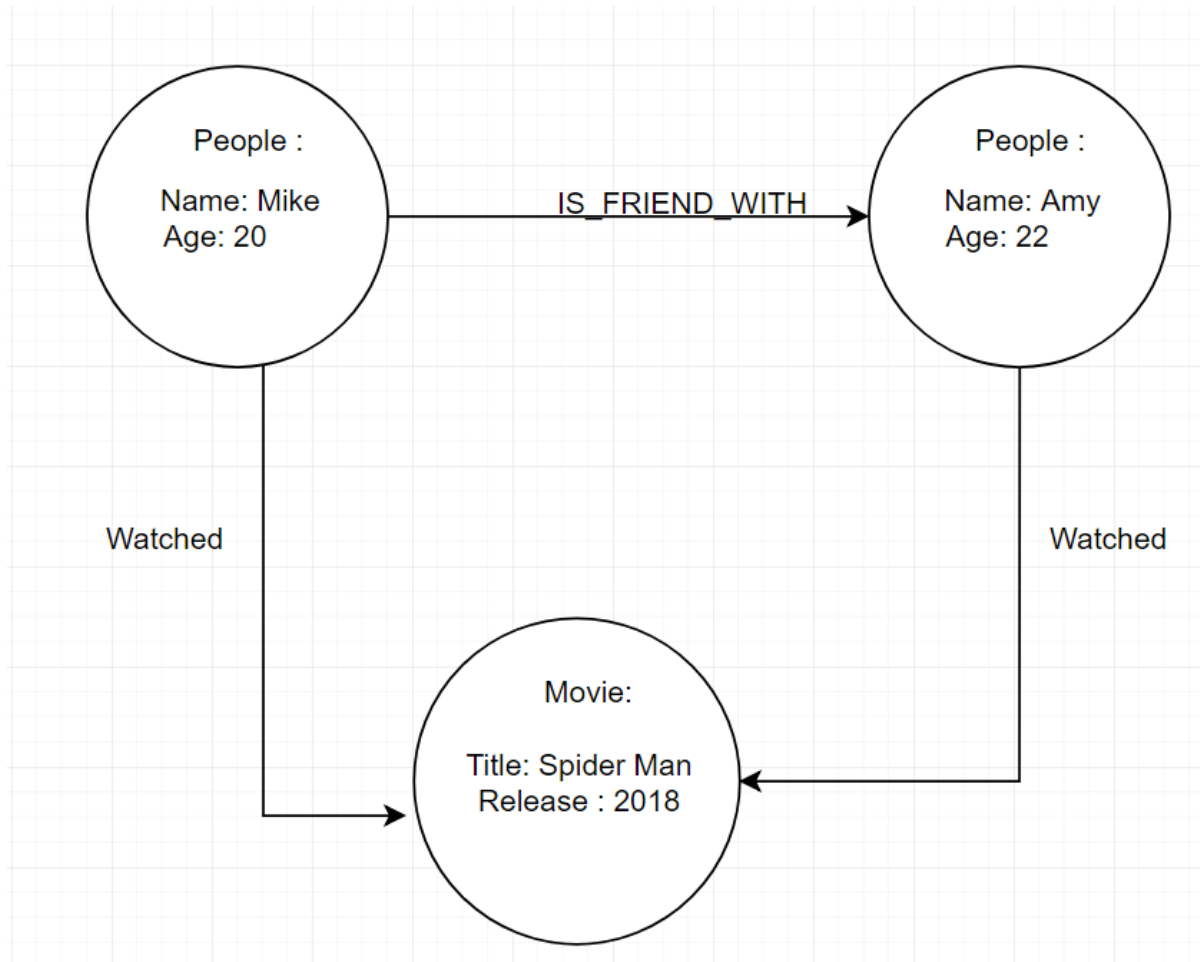 People :
Name: Mike
Age: 20
IS_FRIEND_WITH
People :
Name: Amy
Age: 22
Watched
Watched
Movie:
Title: Spider Man
Release : 2018